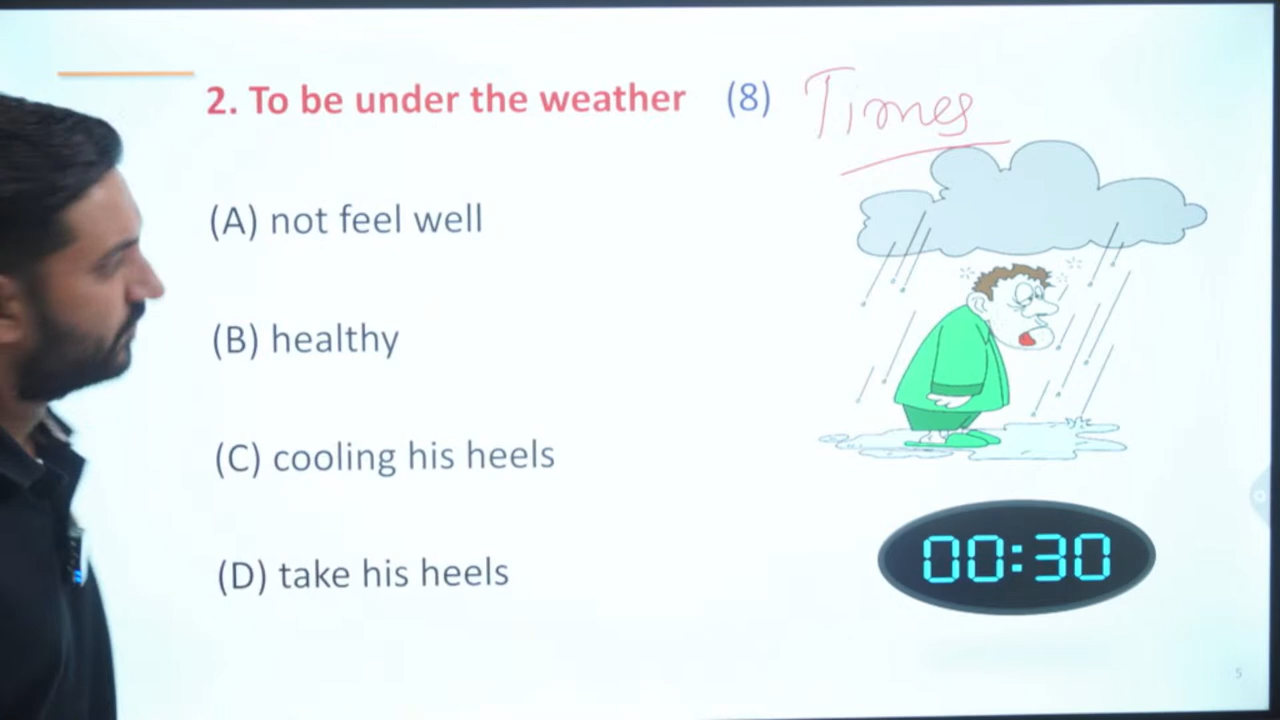 2. To be under the weather (8) Times
(A) not feel well
(B) healthy
(C) cooling his heels
(D) take his heels
00:30
5